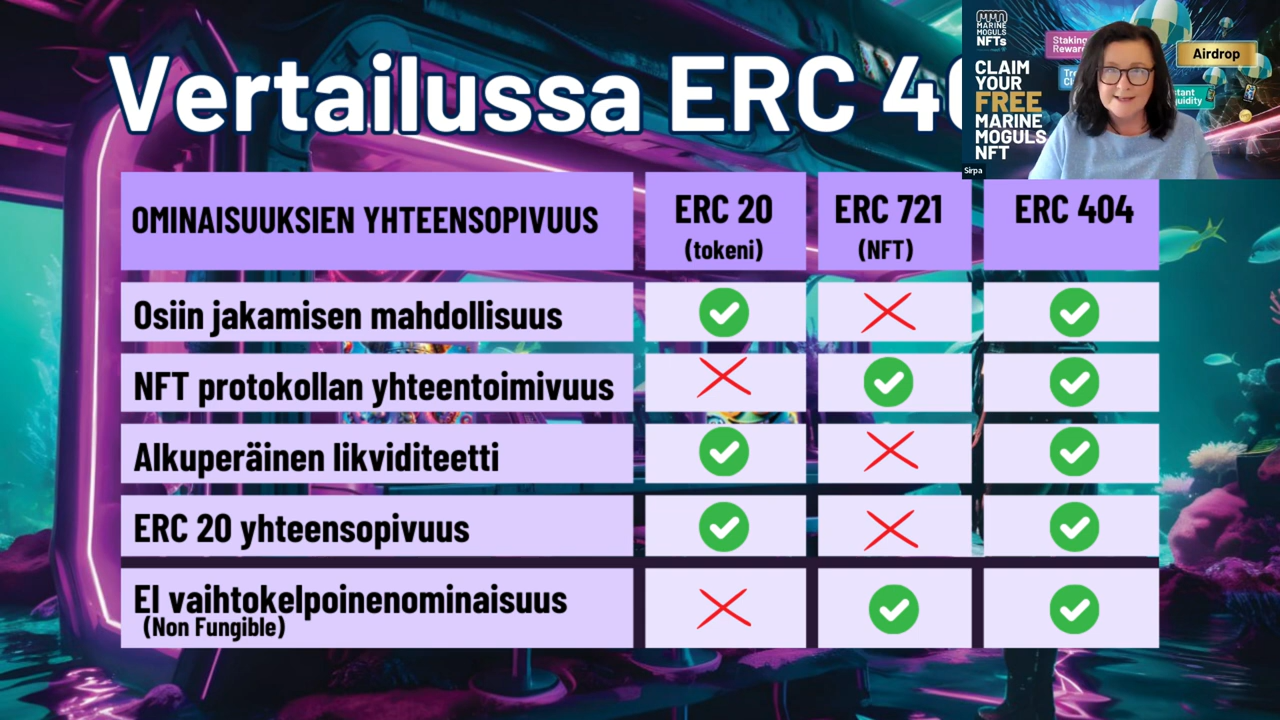 Vertailussa ERC 40
OMINAISUUKSIEN YHTEENSOPIVUUS
ERC 20
(tokeni)
ERC 721
(NFT)
ERC 404
Osiin jakamisen mahdollisuus
NFT protokollan yhteentoimivuus
Alkuperäinen likviditeetti
ERC 20 yhteensopivuus
EI vaihtokelpoinenominaisuus
(Non Fungible)
MARINE
MOGULS
NFTs
CLAIM
YOUR
FREE
MARINE
MOGULS
NFT
Staking
Airdrop
Sirpa